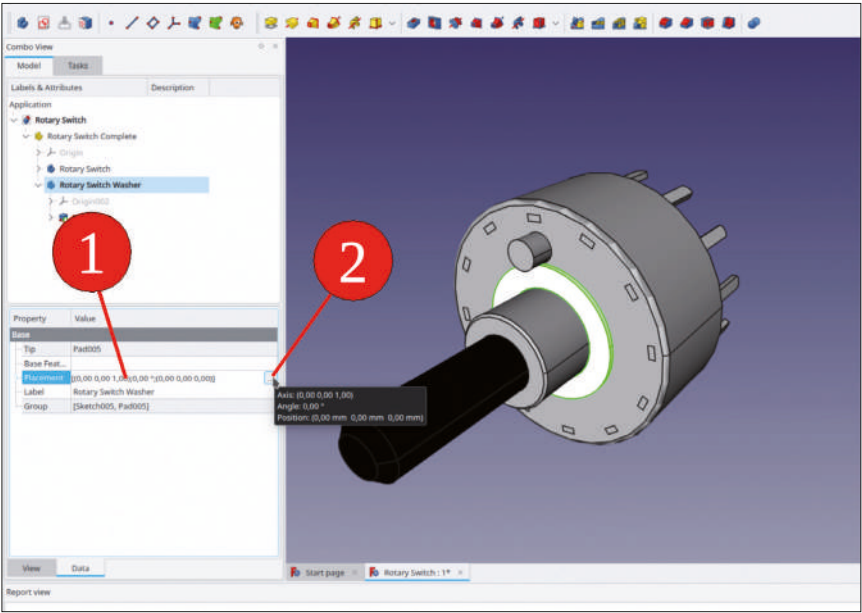 Combo View
Model Tasks
Labels & Attributes Description
Application
Rotary Switch
Rotary Switch Complete
Origin
Rotary Switch
Rotary Switch Washer
Origin002
1
2
Property Value
Base
Tip Pad005
Base Feat...
Placement [(0,00 0,00 1,00);0,00 °;(0,00 0,00 0,00)]
Label Rotary Switch Washer
Group [Sketch005, Pad005]
Axis: (0,00 0,00 1,00)
Angle: 0,00 °
Position: (0,00 mm 0,00 mm 0,00 mm)
View Data
Start page Rotary Switch : 1*
Report view